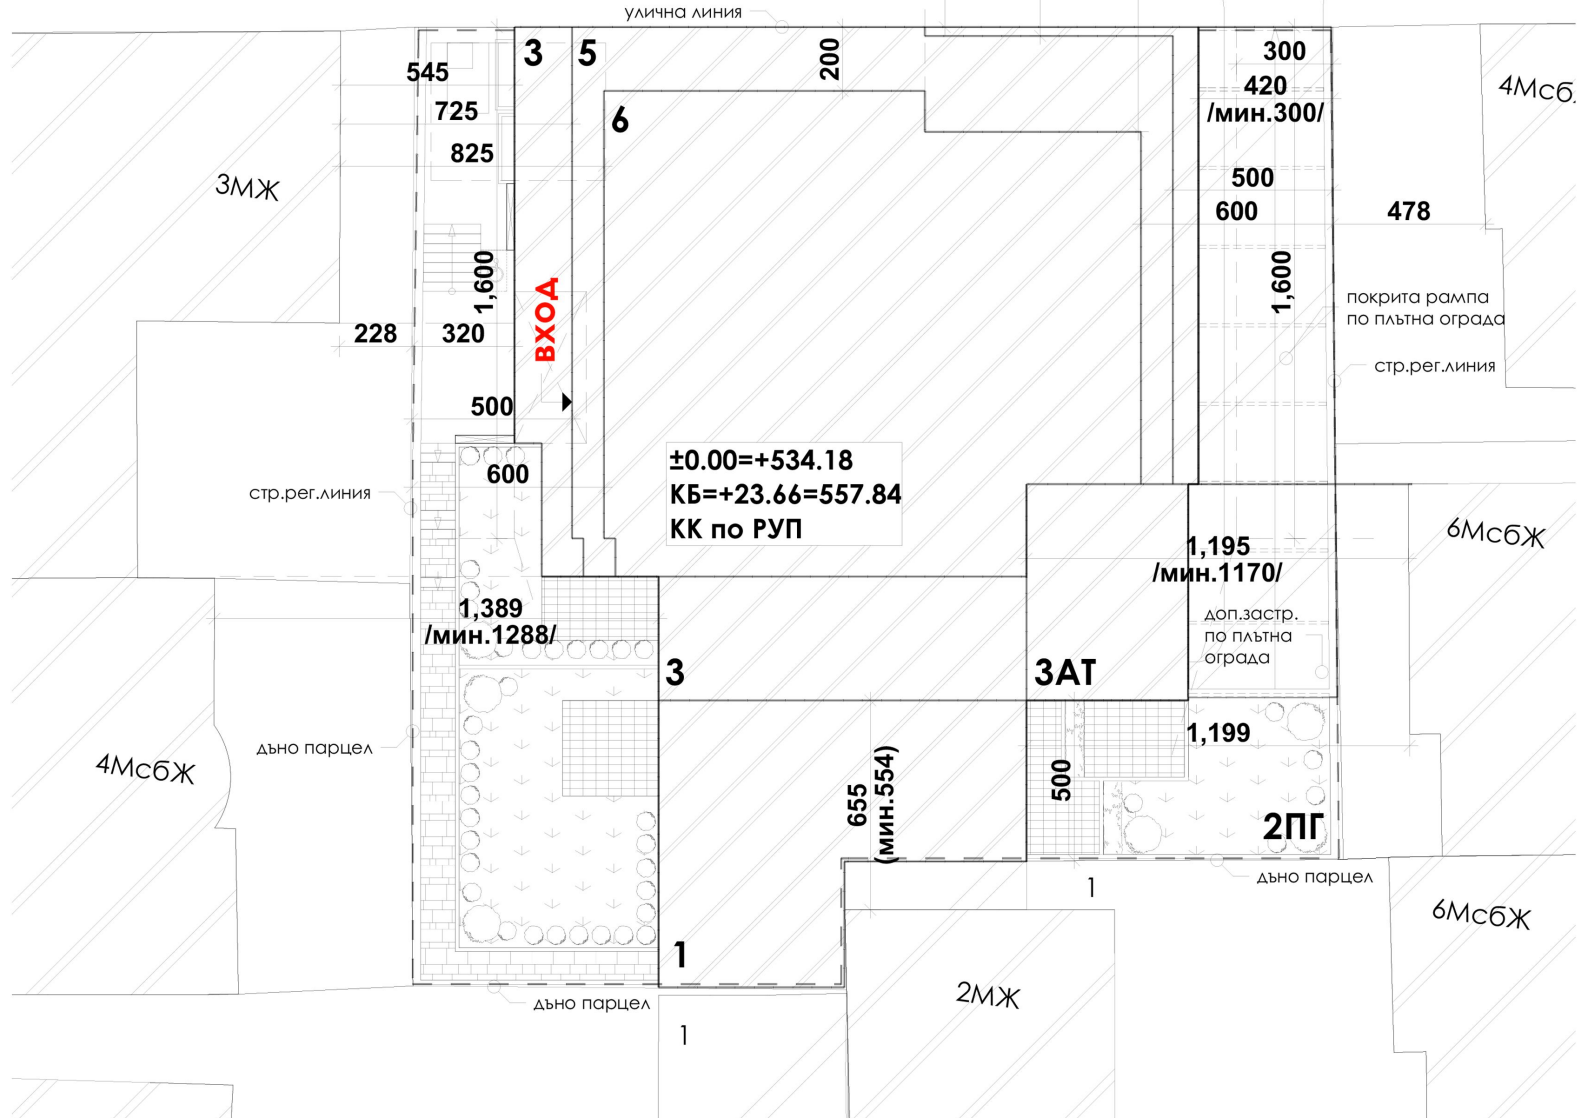 улична линия
3
5
200
300
545
420
/мин.300/
4Мсб
725
6
825
3МЖ
500
600
478
1,600
ВХОД
1,600
покрита рампа
по плътна ограда
228
320
стр.рег.линия
500
±0.00=+534.18
КБ=+23.66=557.84
КК по РУП
600
стр.рег.линия
6МсбЖ
1,195
/мин.1170/
1,389
/мин.1288/
доп.застр.
по плътна
ограда
3
3АТ
дъно парцел
1,199
4МсбЖ
655
(мин.554)
500
2ПГ
дъно парцел
1
6МсбЖ
1
2МЖ
дъно парцел
1